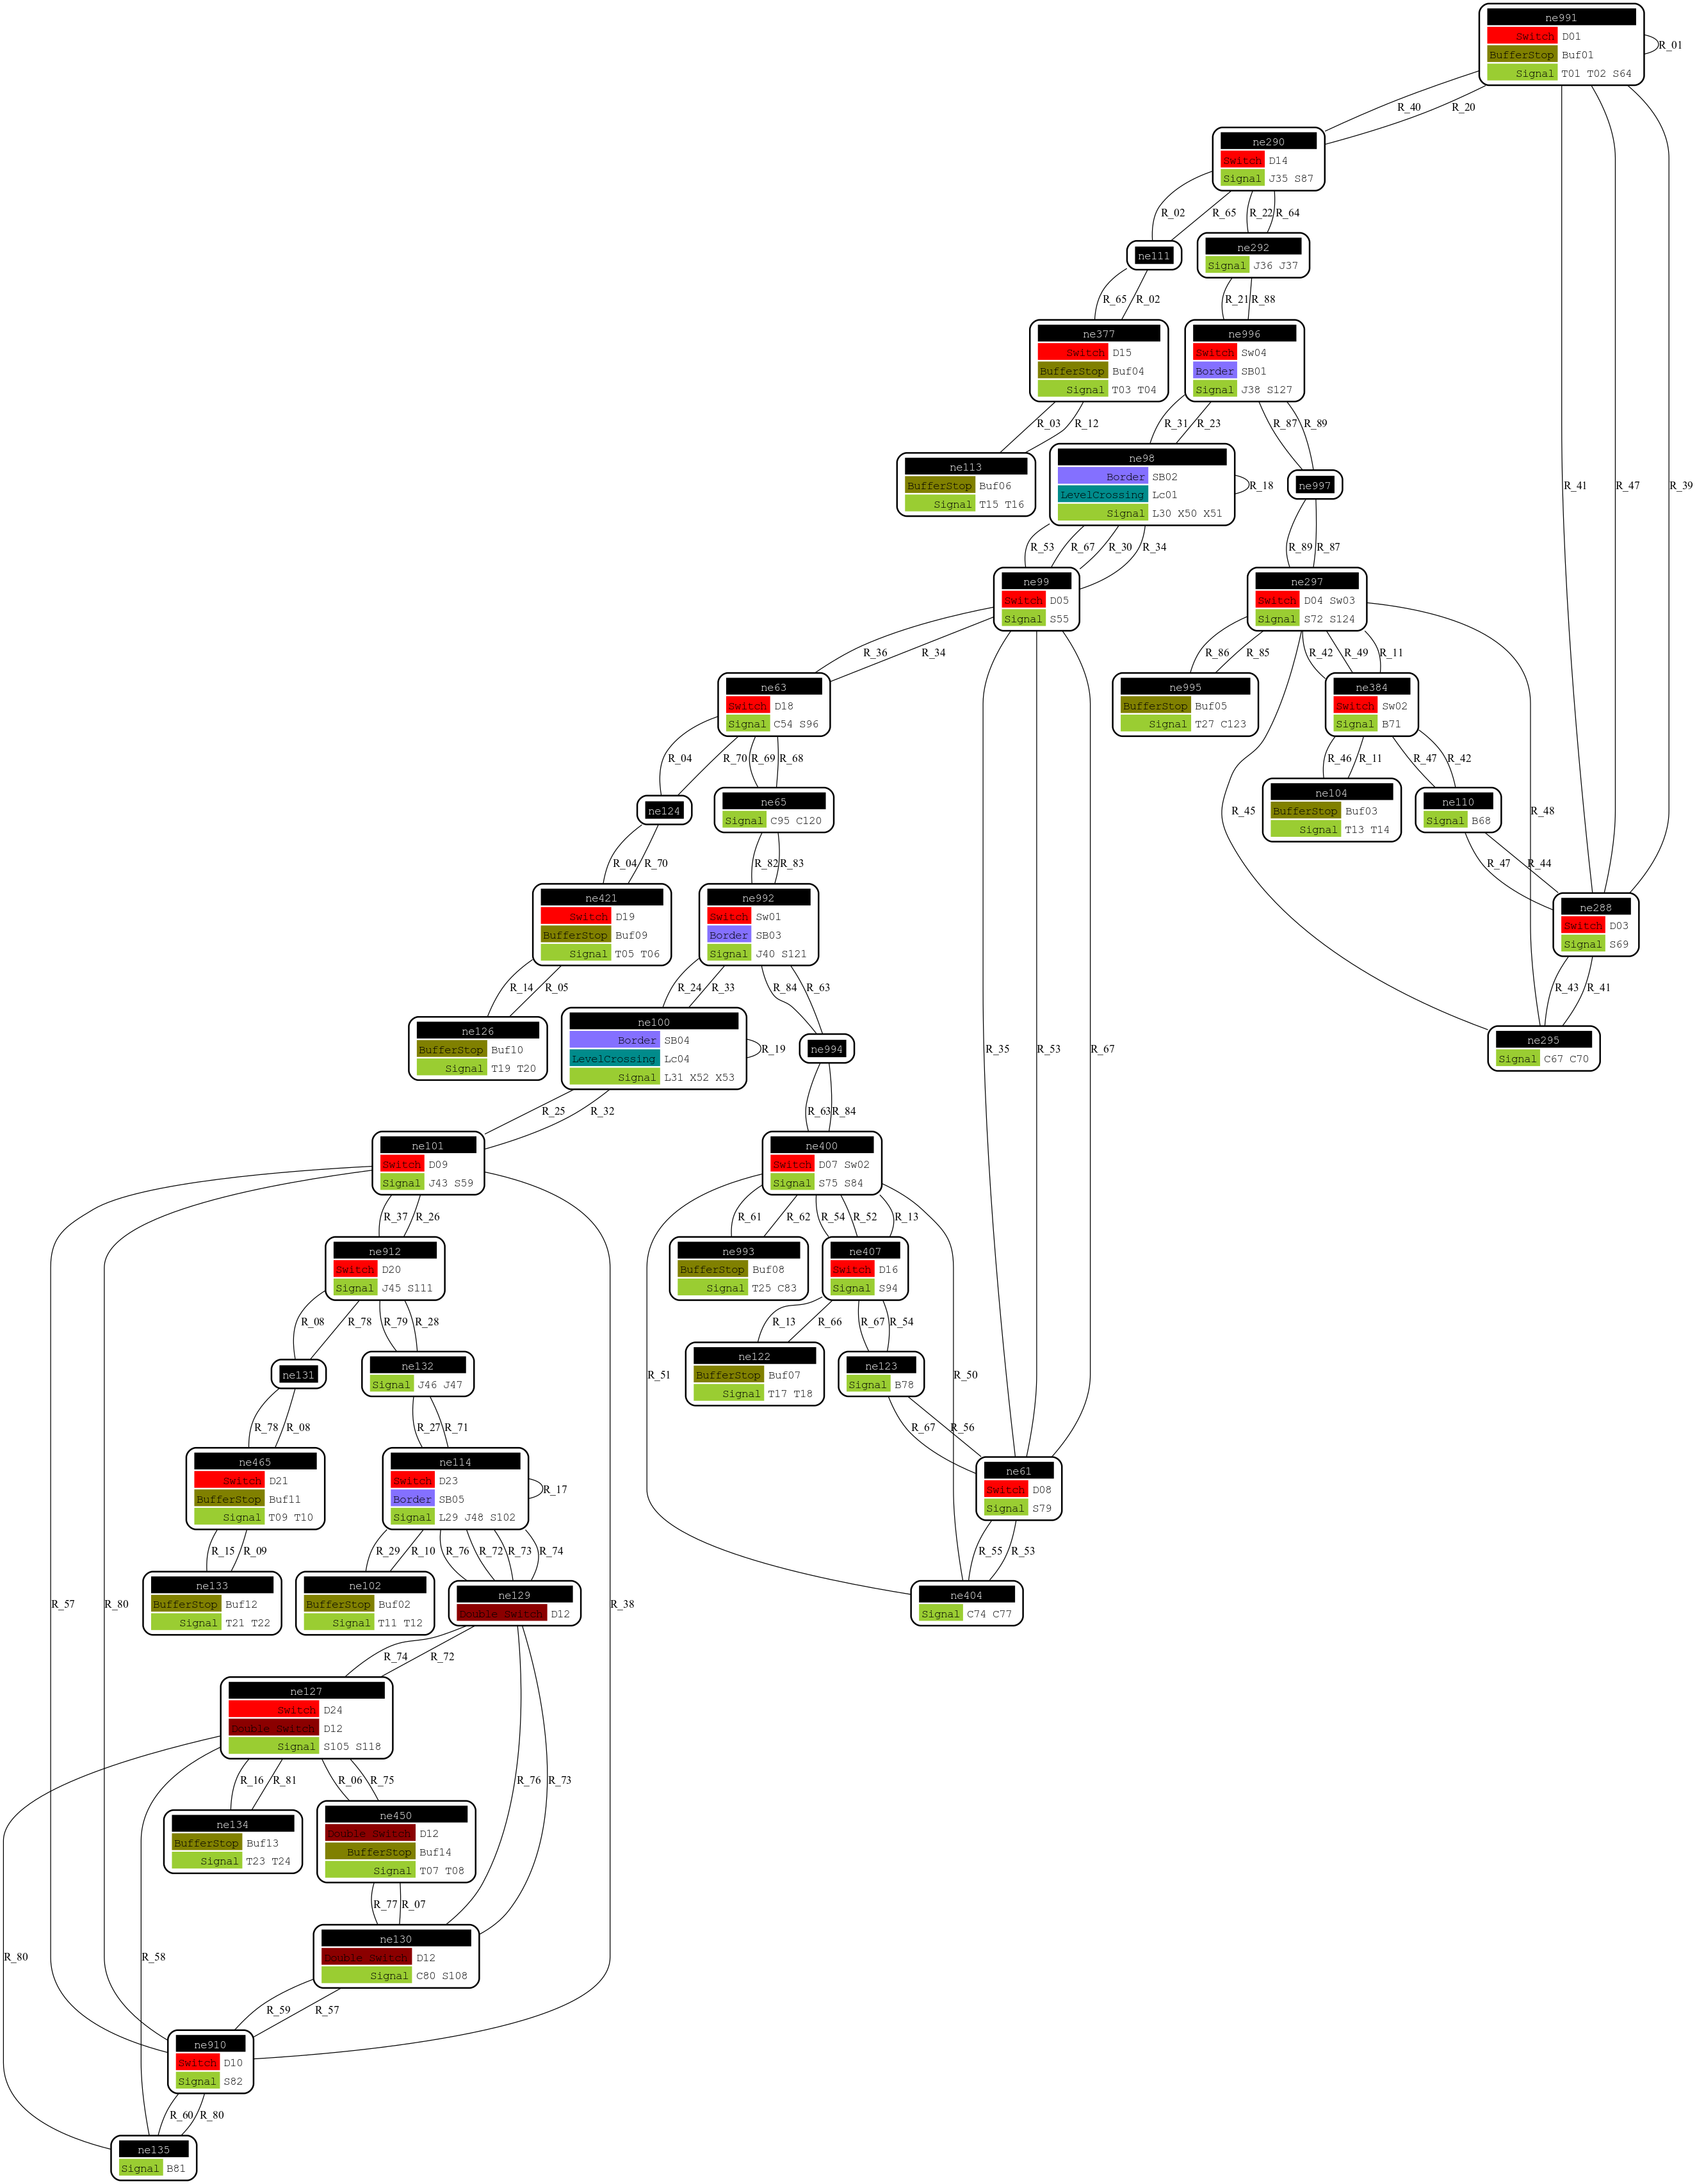 ne991
Switch D01
BufferStop Buf01
Signal T01 T02 S64
R_01
R_40 R_20
ne290
Switch D14
Signal J35 S87
R_02 R_65 R_22 R_64
ne111
ne292
Signal J36 J37
R_65 R_02 R_21 R_88
ne377
Switch D15
BufferStop Buf04
Signal T03 T04
ne996
Switch Sw04
Border SB01
Signal J38 S127
R_03 R_12 R_31 R_23 R_87 R_89
ne113
BufferStop Buf06
Signal T15 T16
ne98
Border SB02
LevelCrossing Lc01
Signal L30 X50 X51
R_18
ne997
R_41 R_47 R_39
R_53 R_67 R_30 R_34 R_89 R_87
ne99
Switch D05
Signal S55
ne297
Switch D04 Sw03
Signal S72 S124
R_36 R_34 R_86 R_85 R_42 R_49 R_11
ne63
Switch D18
Signal C54 S96
ne995
BufferStop Buf05
Signal T27 C123
ne384
Switch Sw02
Signal B71
R_04 R_70 R_69 R_68 R_46 R_11 R_47 R_42
ne124
ne65
Signal C95 C120
ne104
BufferStop Buf03
Signal T13 T14
ne110
Signal B68
R_45 R_48
R_04 R_70 R_82 R_83 R_47 R_44
ne421
Switch D19
BufferStop Buf09
Signal T05 T06
ne992
Switch Sw01
Border SB03
Signal J40 S121
ne288
Switch D03
Signal S69
R_14 R_05 R_24 R_33 R_84 R_63 R_43 R_41
ne126
BufferStop Buf10
Signal T19 T20
ne100
Border SB04
LevelCrossing Lc04
Signal L31 X52 X53
R_19
ne994
R_35 R_53 R_67
ne295
Signal C67 C70
R_25 R_32 R_63 R_84
ne101
Switch D09
Signal J43 S59
ne400
Switch D07 Sw02
Signal S75 S84
R_37 R_26 R_61 R_62 R_54 R_52 R_13
ne912
Switch D20
Signal J45 S111
ne993
BufferStop Buf08
Signal T25 C83
ne407
Switch D16
Signal S94
R_08 R_78 R_79 R_28 R_13 R_66 R_67 R_54
ne131
ne132
Signal J46 J47
ne122
BufferStop Buf07
Signal T17 T18
ne123
Signal B78
R_51 R_50
R_78 R_08 R_27 R_71 R_67 R_56
ne465
Switch D21
BufferStop Buf11
Signal T09 T10
ne114
Switch D23
Border SB05
Signal L29 J48 S102
R_17
ne61
Switch D08
Signal S79
R_15 R_09 R_29 R_10 R_76 R_72 R_73 R_74 R_55 R_53
ne133
BufferStop Buf12
Signal T21 T22
ne102
BufferStop Buf02
Signal T11 T12
ne129
Double Switch D12
ne404
Signal C74 C77
R_57 R_80 R_38
R_74 R_72
ne127
Switch D24
Double Switch D12
Signal S105 S118
R_16 R_81 R_06 R_75 R_76 R_73
ne134
BufferStop Buf13
Signal T23 T24
ne450
Double Switch D12
BufferStop Buf14
Signal T07 T08
R_77 R_07
ne130
Double Switch D12
Signal C80 S108
R_80 R_58
R_59 R_57
ne910
Switch D10
Signal S82
R_60 R_80
ne135
Signal B81